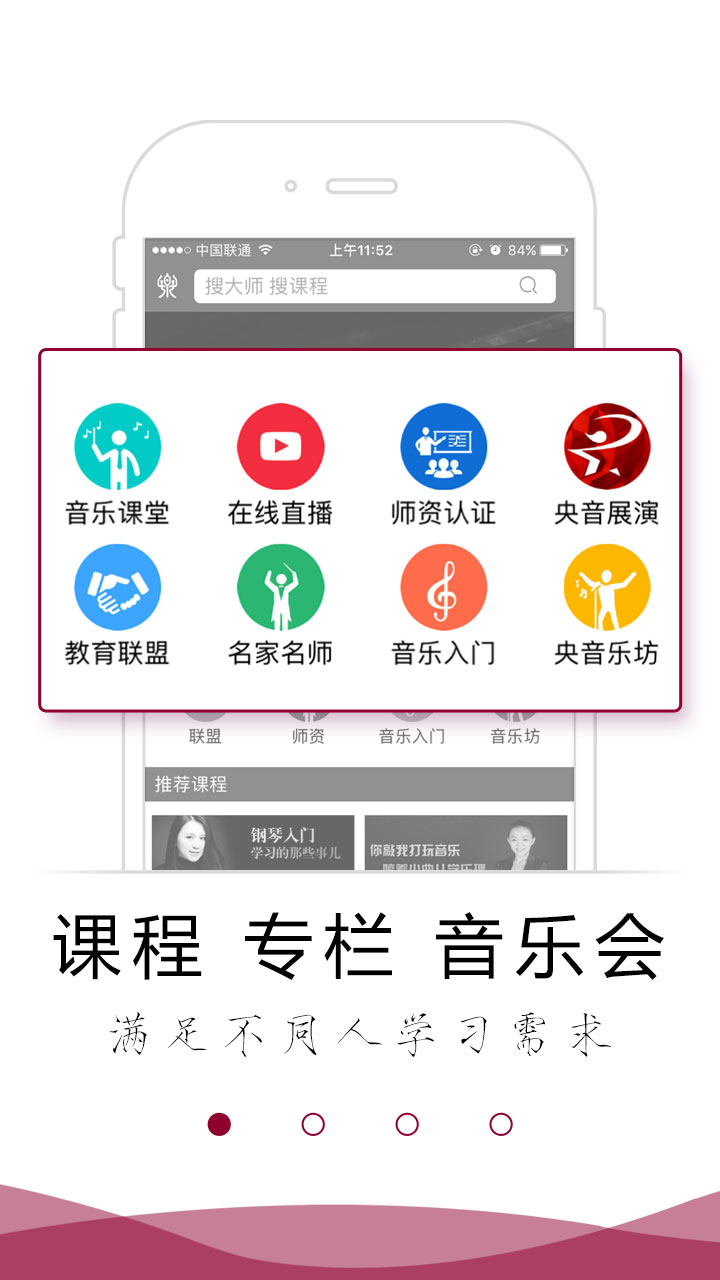 中国联通 上午11:52 84%
搜大师 搜课程
音乐课堂 在线直播 师资认证 央音展演
教育联盟 名家名师 音乐入门 央音乐坊
联盟 师资 音乐入门 音乐坊
推荐课程
钢琴入门
学习的那些事儿
你敲我打玩音乐
课程 专栏 音乐会
满足不同人学习需求